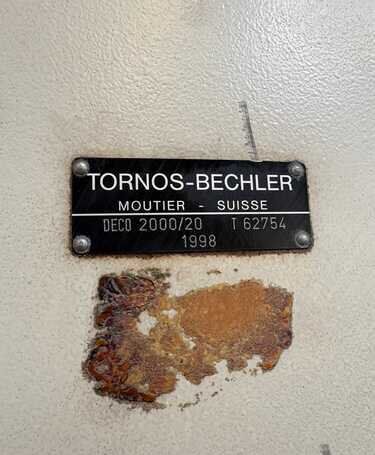 TORNOS-BECHLER
MOUTIER - SUISSE
DECO 2000/20 T 62754
1998